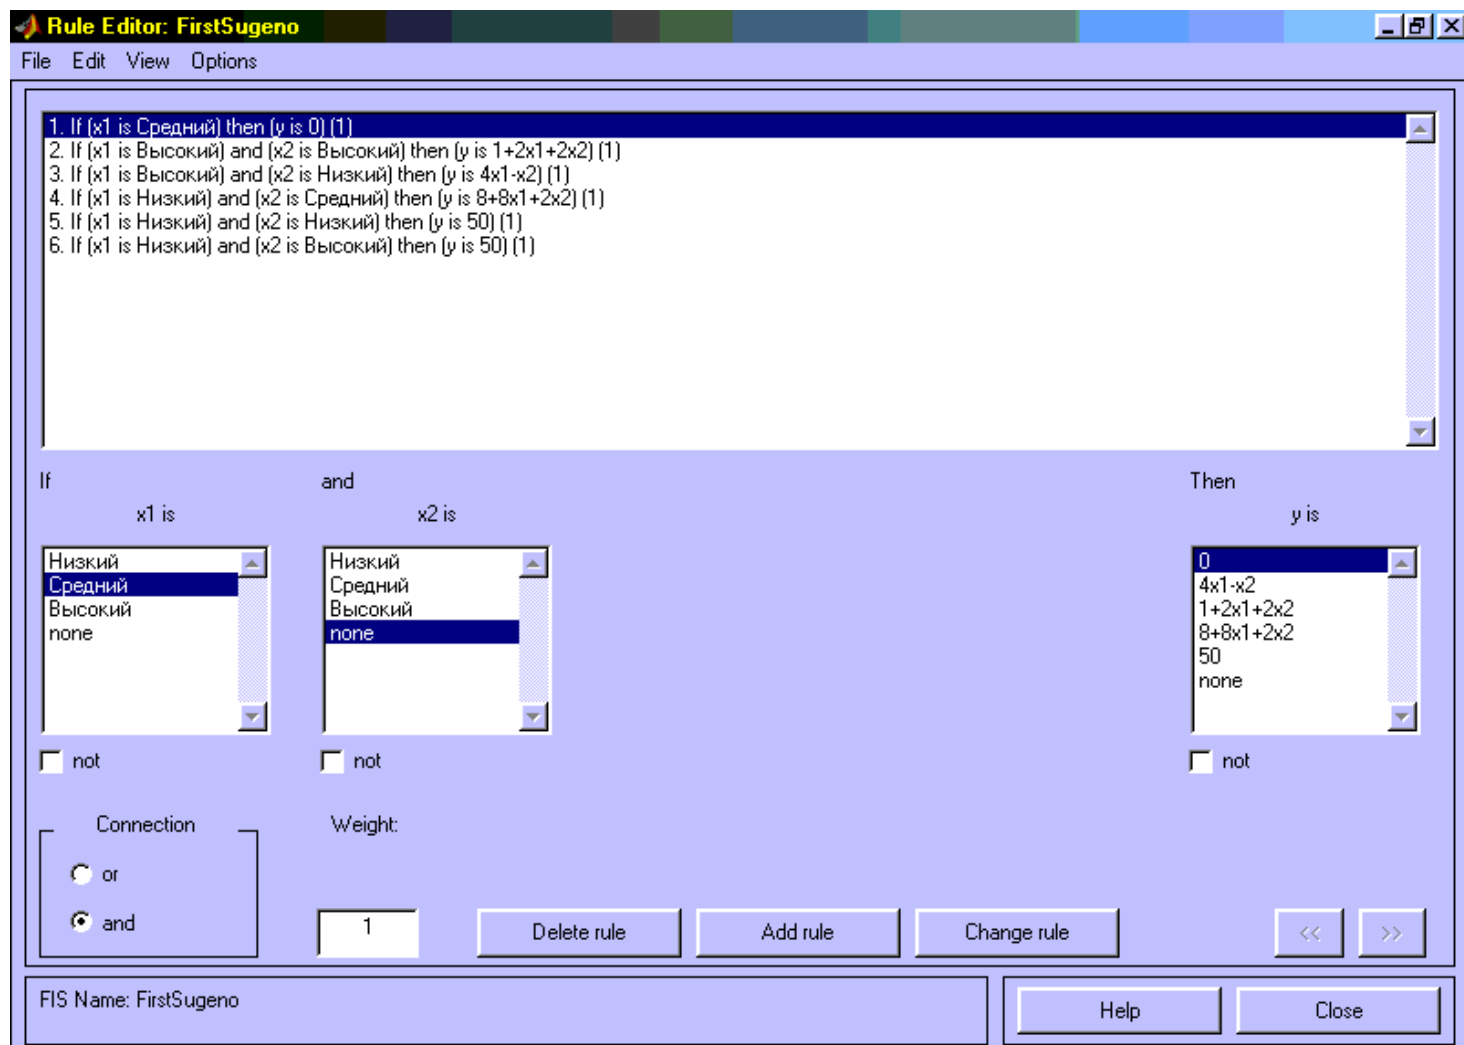 Rule Editor: FirstSugeno
File Edit View Options
1. If (x1 is Средний) then (y is 0) (1)
2. If (x1 is Высокий) and (x2 is Высокий) then (y is 1+2x1+2x2) (1)
3. If (x1 is Высокий) and (x2 is Низкий) then (y is 4x1-x2) (1)
4. If (x1 is Низкий) and (x2 is Средний) then (y is 8+8x1+2x2) (1)
5. If (x1 is Низкий) and (x2 is Низкий) then (y is 50) (1)
6. If (x1 is Низкий) and (x2 is Высокий) then (y is 50) (1)
If and Then
x1 is x2 is y is
Низкий
Средний
Высокий
none
Низкий
Средний
Высокий
none
0
4x1-x2
1+2x1+2x2
8+8x1+2x2
50
none
not not not
Connection
or
and
Weight:
1
Delete rule Add rule Change rule << >>
FIS Name: FirstSugeno
Help Close